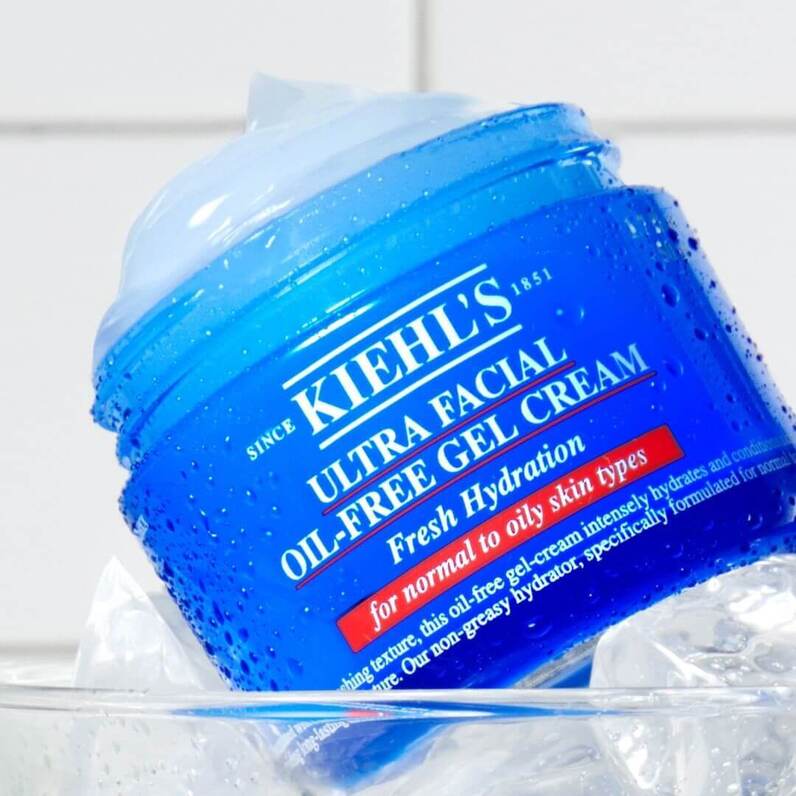 KIEHL'S
SINCE 1851
ULTRA FACIAL
OIL-FREE GEL CREAM
Fresh Hydration
for normal to oily skin types
texture, this oil-free gel-cream intensely hydrates and
Our non-greasy hydrator, specifically formulated for normal